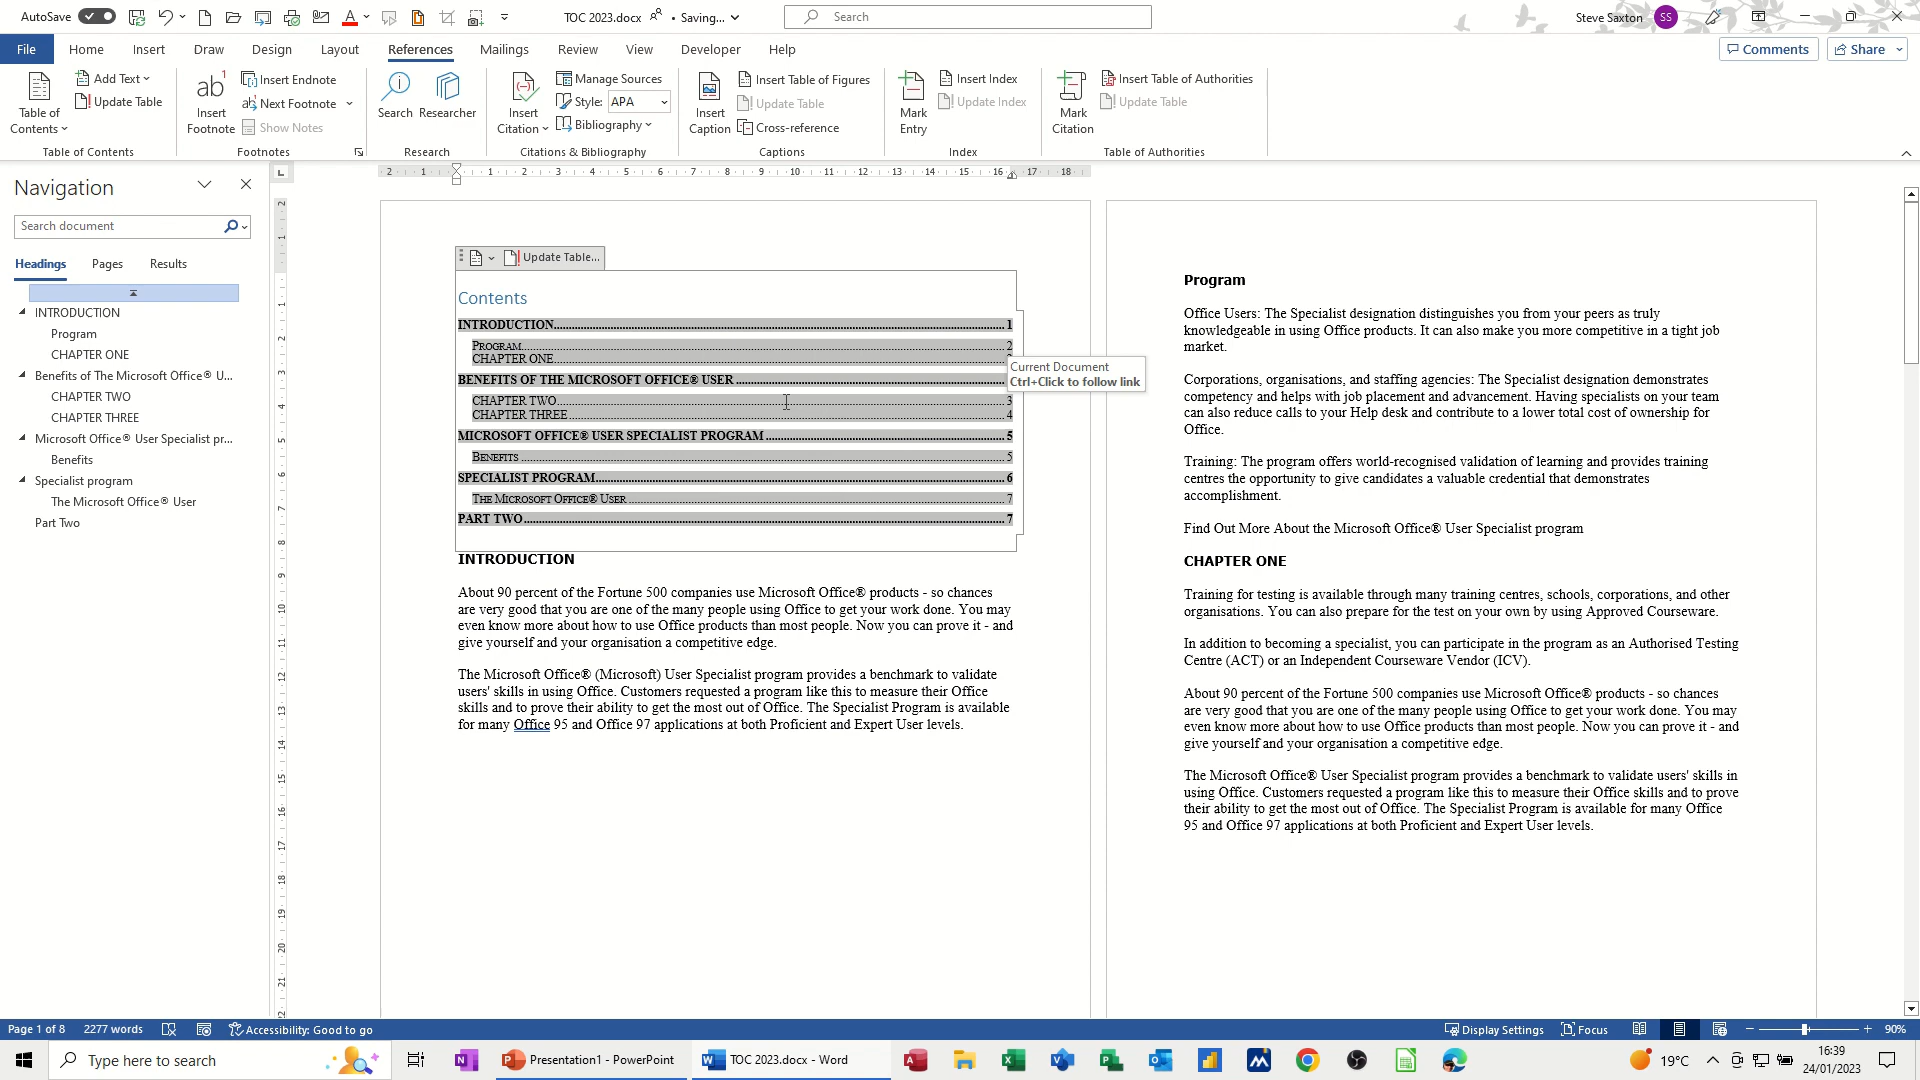 AutoSave
TOC 2023.docx
• Saving...
Search
Steve Saxton
SS
File
Home
Insert
Draw
Design
Layout
References
Mailings
Review
View
Developer
Help
Comments
Share
Table of
Contents
Add Text
Update Table
Table of Contents
ab
Insert
Footnote
Insert Endnote
Next Footnote
Show Notes
Footnotes
Search
Researcher
Research
Insert
Citation
Manage Sources
Style: APA
Bibliography
Citations & Bibliography
Insert
Caption
Insert Table of Figures
Update Table
Cross-reference
Captions
Mark
Entry
Insert Index
Update Index
Index
Mark
Citation
Insert Table of Authorities
Update Table
Table of Authorities
Navigation
Search document
Headings
Pages
Results
INTRODUCTION
Program
CHAPTER ONE
Benefits of The Microsoft Office® U...
CHAPTER TWO
CHAPTER THREE
Microsoft Office® User Specialist pr...
Benefits
Specialist program
The Microsoft Office® User
Part Two
2 1 1 2 3 4 5 6 7 8 9 10 11 12 13 14 15 16 17 18
Update Table...
Contents
INTRODUCTION 1
PROGRAM 2
CHAPTER ONE
BENEFITS OF THE MICROSOFT OFFICE® USER
CHAPTER TWO 3
CHAPTER THREE 4
MICROSOFT OFFICE® USER SPECIALIST PROGRAM 5
BENEFITS 5
SPECIALIST PROGRAM 6
THE MICROSOFT OFFICE® USER 7
PART TWO 7
Current Document
Ctrl+Click to follow link
INTRODUCTION
About 90 percent of the Fortune 500 companies use Microsoft Office® products - so chances
are very good that you are one of the many people using Office to get your work done. You may
even know more about how to use Office products than most people. Now you can prove it - and
give yourself and your organisation a competitive edge.
The Microsoft Office® (Microsoft) User Specialist program provides a benchmark to validate
users' skills in using Office. Customers requested a program like this to measure their Office
skills and to prove their ability to get the most out of Office. The Specialist Program is available
for many Office 95 and Office 97 applications at both Proficient and Expert User levels.
Program
Office Users: The Specialist designation distinguishes you from your peers as truly
knowledgeable in using Office products. It can also make you more competitive in a tight job
market.
Corporations, organisations, and staffing agencies: The Specialist designation demonstrates
competency and helps with job placement and advancement. Having specialists on your team
can also reduce calls to your Help desk and contribute to a lower total cost of ownership for
Office.
Training: The program offers world-recognised validation of learning and provides training
centres the opportunity to give candidates a valuable credential that demonstrates
accomplishment.
Find Out More About the Microsoft Office® User Specialist program
CHAPTER ONE
Training for testing is available through many training centres, schools, corporations, and other
organisations. You can also prepare for the test on your own by using Approved Courseware.
In addition to becoming a specialist, you can participate in the program as an Authorised Testing
Centre (ACT) or an Independent Courseware Vendor (ICV).
About 90 percent of the Fortune 500 companies use Microsoft Office® products - so chances
are very good that you are one of the many people using Office to get your work done. You may
even know more about how to use Office products than most people. Now you can prove it - and
give yourself and your organisation a competitive edge.
The Microsoft Office® User Specialist program provides a benchmark to validate users' skills in
using Office. Customers requested a program like this to measure their Office skills and to prove
their ability to get the most out of Office. The Specialist Program is available for many Office
95 and Office 97 applications at both Proficient and Expert User levels.
Page 1 of 8
2277 words
Accessibility: Good to go
Display Settings
Focus
90%
Type here to search
Presentation1 - PowerPoint
TOC 2023.docx - Word
19°C
16:39
24/01/2023